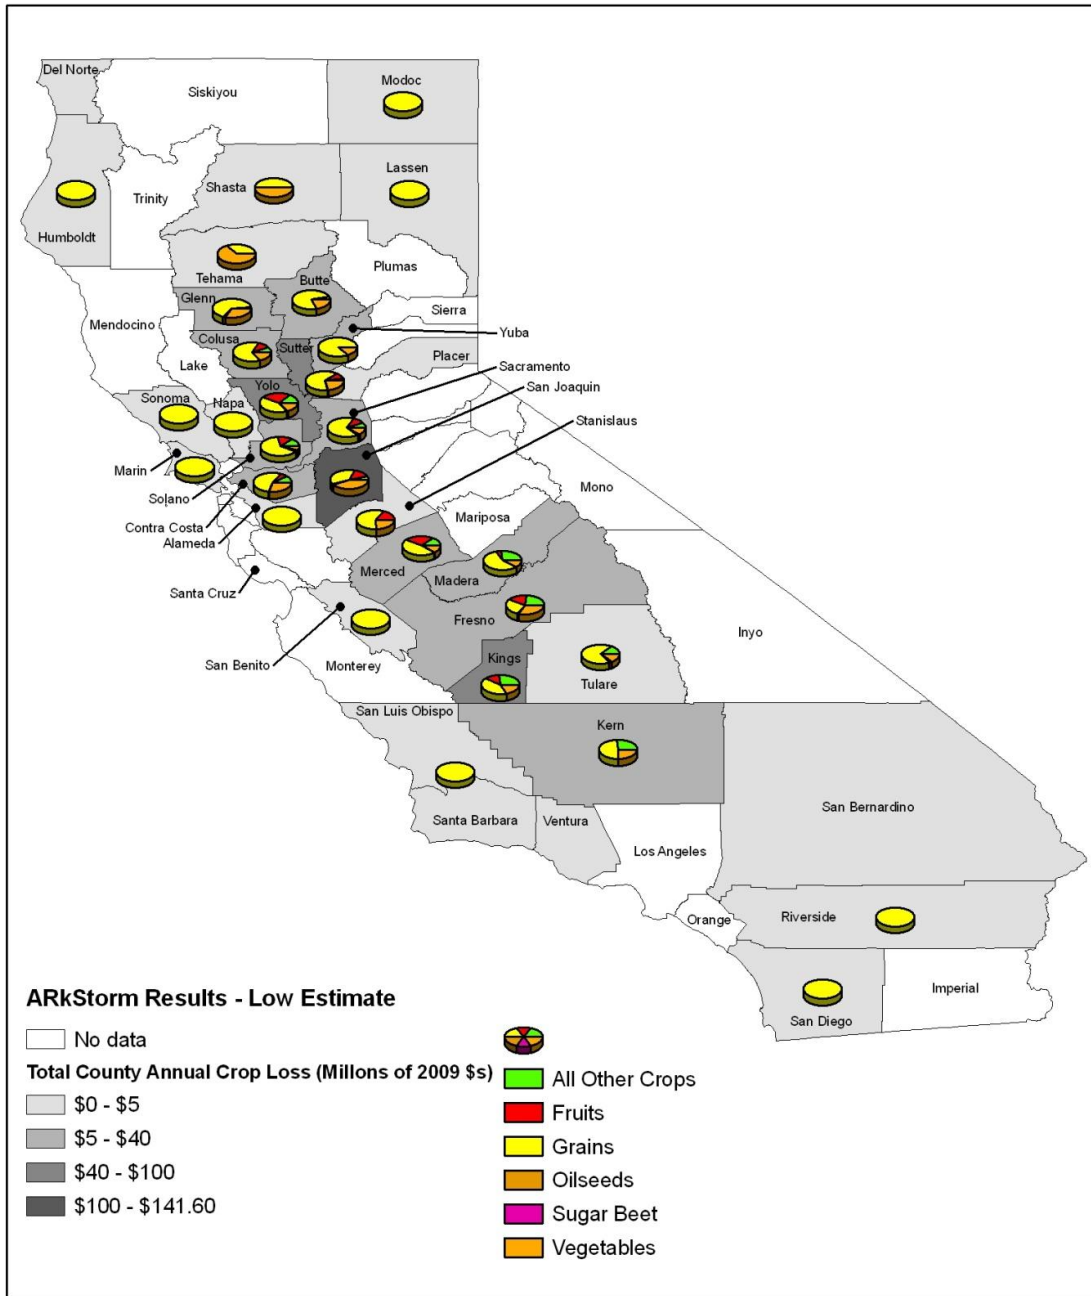 Del Norte
Siskiyou
Modoc
Shasta
Lassen
Trinity
Humboldt
Tehama
Plumas
Butte
Glenn
Sierra
Mendocino
Yuba
Colusa
Sutter
Placer
Lake
Sacramento
Yolo
San Joaquin
Sonoma
Napa
Stanislaus
Marin
Solano
Mono
Contra Costa
Mariposa
Alameda
Merced
Madera
Santa Cruz
Fresno
Inyo
San Benito
Monterey
Kings
Tulare
San Luis Obispo
Kern
San Bernardino
Santa Barbara
Ventura
Los Angeles
Orange
Riverside
Imperial
San Diego
ARkStorm Results - Low Estimate
No data
Total County Annual Crop Loss (Millons of 2009 $s)
$0 - $5
$5 - $40
$40 - $100
$100 - $141.60
All Other Crops
Fruits
Grains
Oilseeds
Sugar Beet
Vegetables